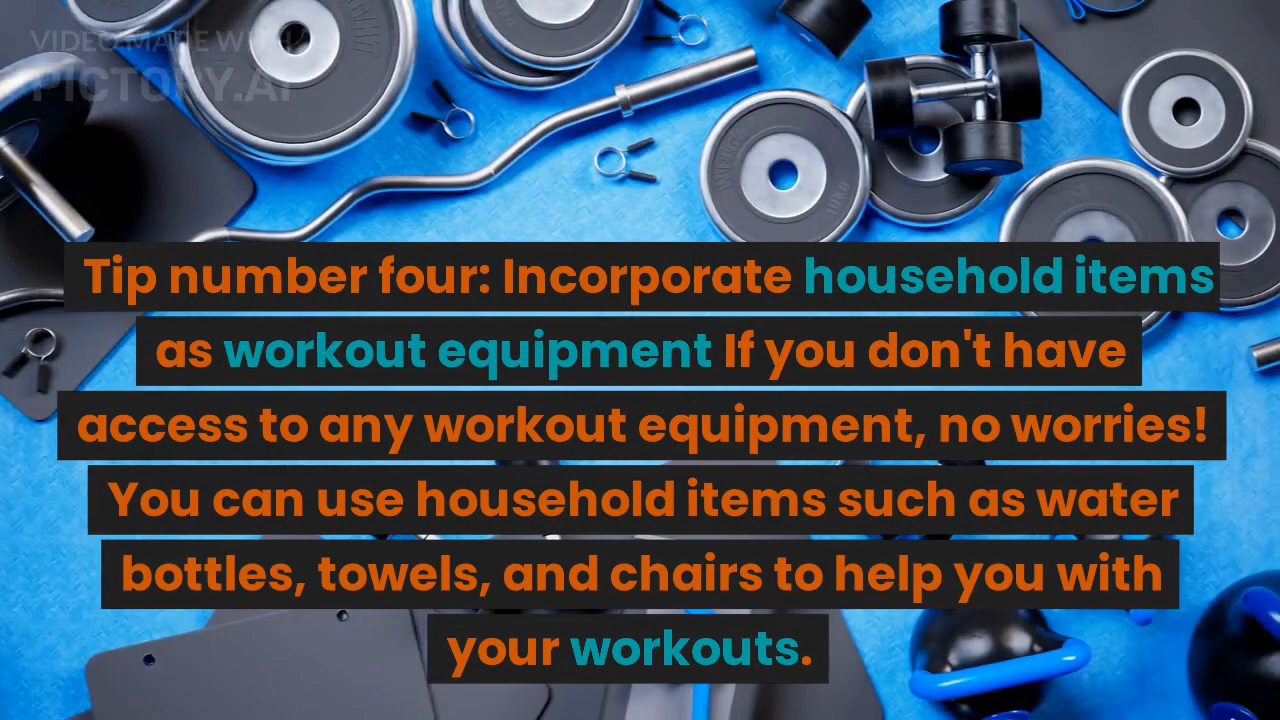 VIDEO MADE WITH
PICTORY.AI
Tip number four: Incorporate household items
as workout equipment If you don't have
access to any workout equipment, no worries!
You can use household items such as water
bottles, towels, and chairs to help you with
your workouts.